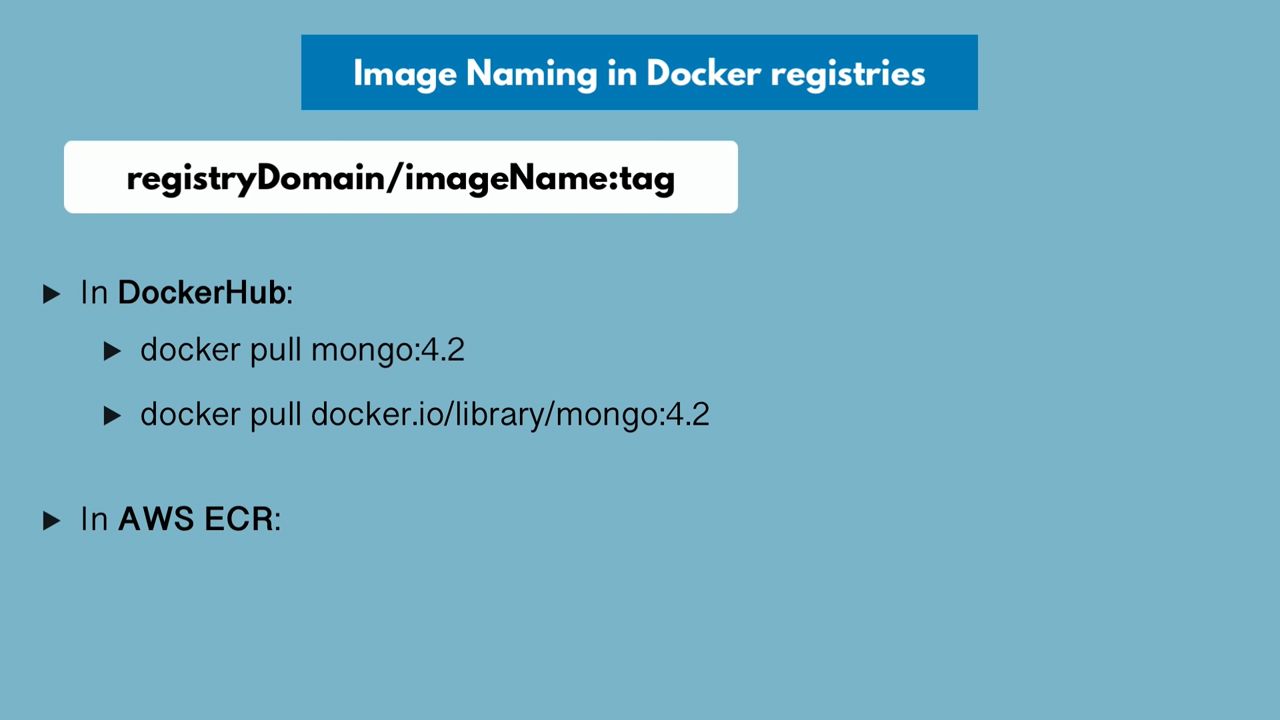 Image Naming in Docker registries
registryDomain/imageName:tag
▶ In DockerHub:
▶ docker pull mongo:4.2
▶ docker pull docker.io/library/mongo:4.2
▶ In AWS ECR: